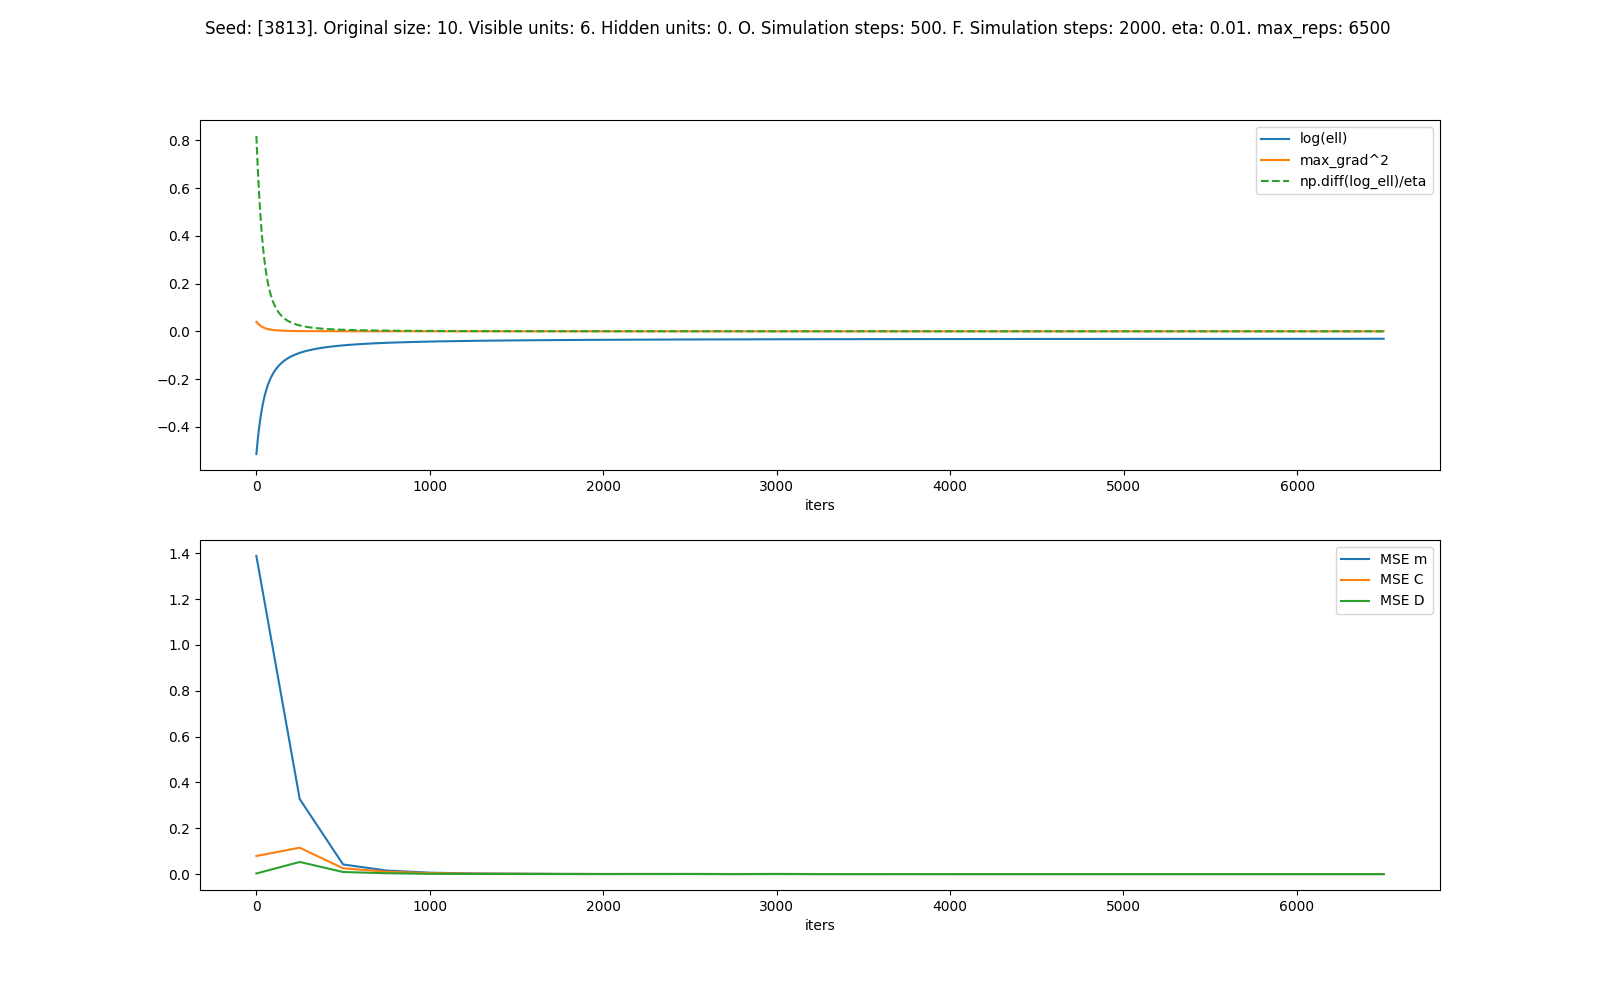 Seed: [3813]. Original size: 10. Visible units: 6. Hidden units: 0. O. Simulation steps: 500. F. Simulation steps: 2000. eta: 0.01. max_reps: 6500
0.8
0.6
0.4
0.2
0.0
−0.2
−0.4
log(ell)
max_grad^2
np.diff(log_ell)/eta
0 1000 2000 3000 4000 5000 6000
iters
1.4
1.2
1.0
0.8
0.6
0.4
0.2
0.0
MSE m
MSE C
MSE D
0 1000 2000 3000 4000 5000 6000
iters